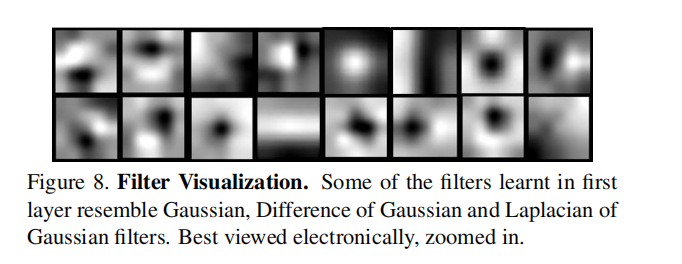 Figure 8. Filter Visualization. Some of the filters learnt in first
layer resemble Gaussian, Difference of Gaussian and Laplacian of
Gaussian filters. Best viewed electronically, zoomed in.